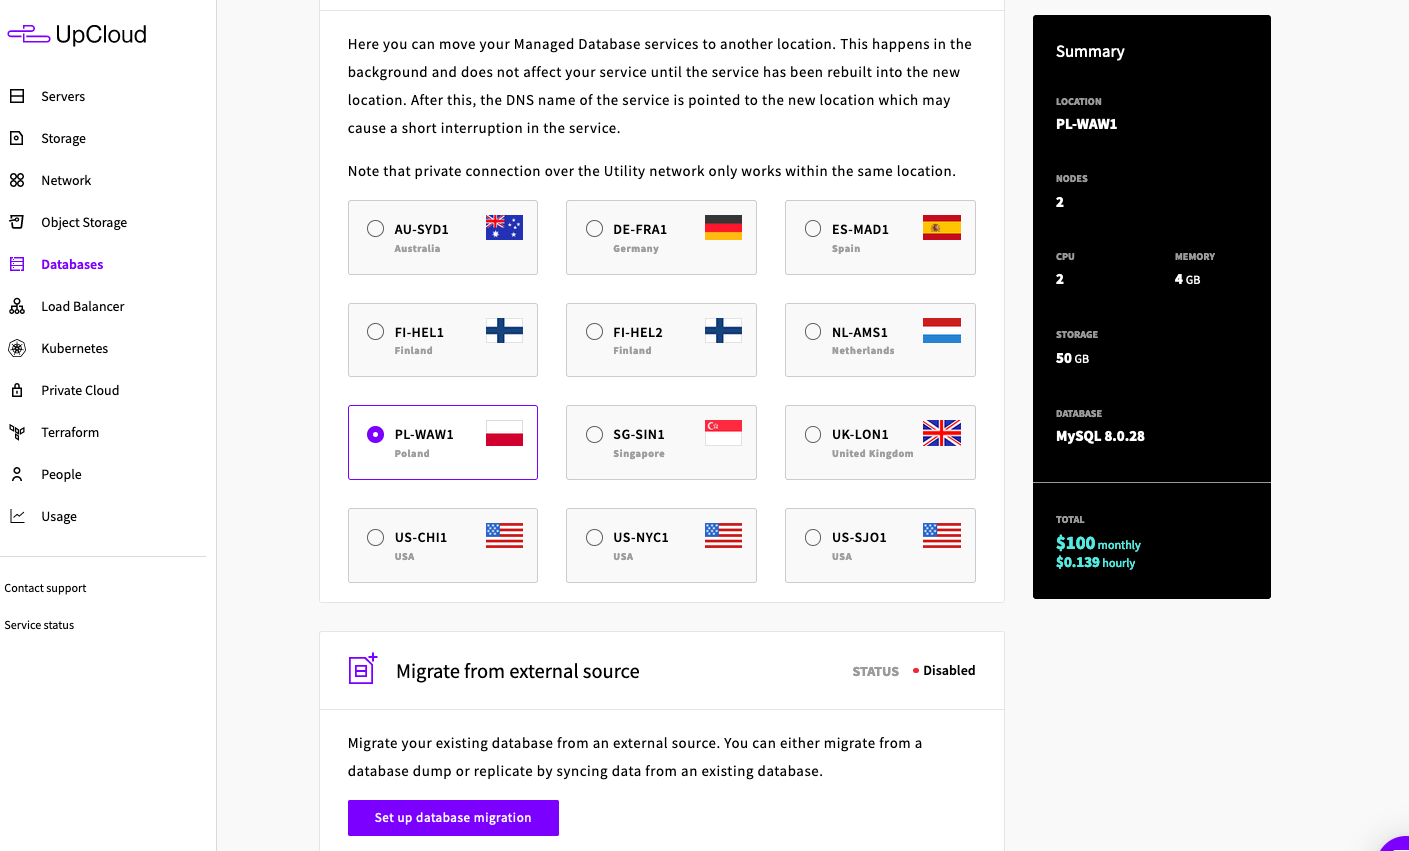 UpCloud
Servers
Storage
Network
Object Storage
Databases
Load Balancer
Kubernetes
Private Cloud
Terraform
People
Usage
Contact support
Service status
Here you can move your Managed Database services to another location. This happens in the
background and does not affect your service until the service has been rebuilt into the new
location. After this, the DNS name of the service is pointed to the new location which may
cause a short interruption in the service.
Note that private connection over the Utility network only works within the same location.
AU-SYD1
Australia
DE-FRA1
Germany
ES-MAD1
Spain
FI-HEL1
Finland
FI-HEL2
Finland
NL-AMS1
Netherlands
PL-WAW1
Poland
SG-SIN1
Singapore
UK-LON1
United Kingdom
US-CHI1
USA
US-NYC1
USA
US-SJO1
USA
Migrate from external source
STATUS Disabled
Migrate your existing database from an external source. You can either migrate from a
database dump or replicate by syncing data from an existing database.
Set up database migration
Summary
LOCATION
PL-WAW1
NODES
2
CPU
2
MEMORY
4 GB
STORAGE
50 GB
DATABASE
MySQL 8.0.28
TOTAL
$100 monthly
$0.139 hourly